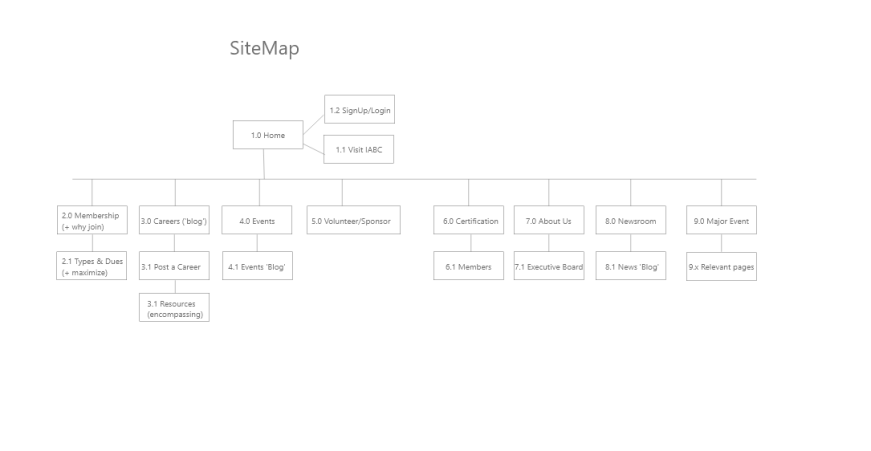 SiteMap
1.2 SignUp/Login
1.0 Home
1.1 Visit IABC
2.0 Membership
(+ why join)
3.0 Careers ('blog')
4.0 Events
5.0 Volunteer/Sponsor
6.0 Certification
7.0 About Us
8.0 Newsroom
9.0 Major Event
2.1 Types & Dues
(+ maximize)
3.1 Post a Career
4.1 Events 'Blog'
6.1 Members
7.1 Executive Board
8.1 News 'Blog'
9.x Relevant pages
3.1 Resources
(encompassing)